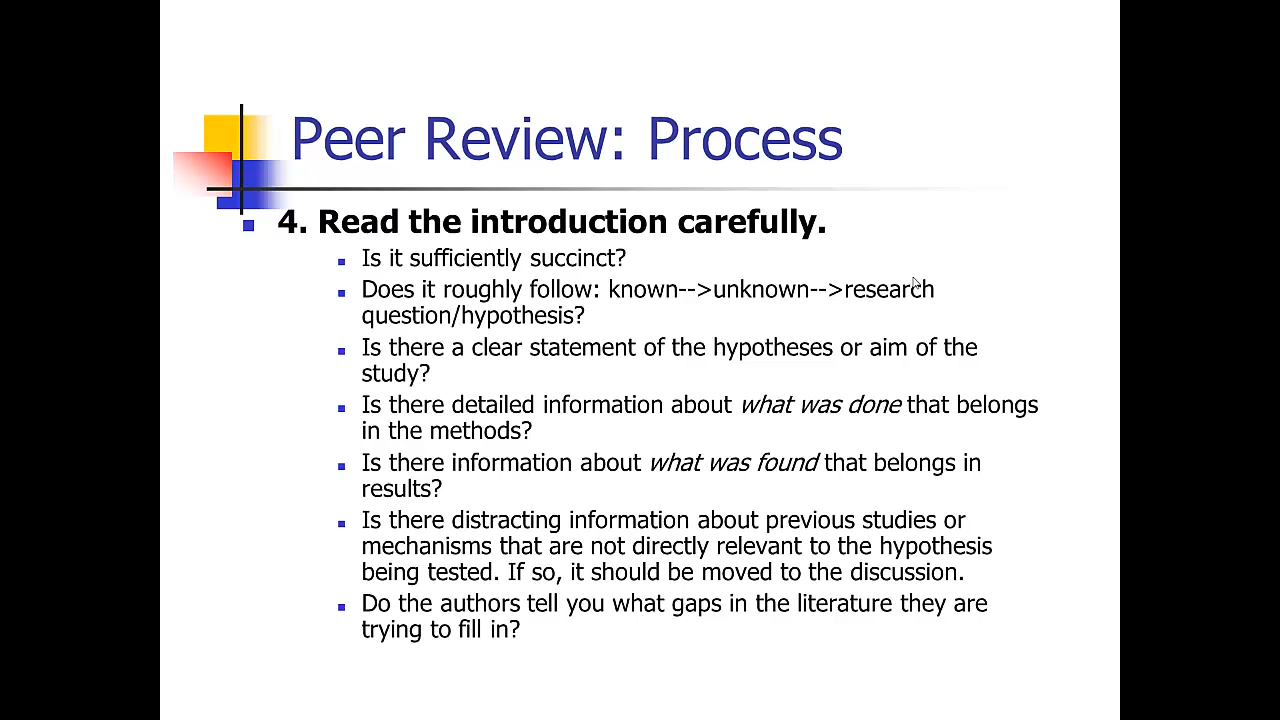 Peer Review: Process
4. Read the introduction carefully.
Is it sufficiently succinct?
Does it roughly follow: known-->unknown-->research
question/hypothesis?
Is there a clear statement of the hypotheses or aim of the
study?
Is there detailed information about what was done that belongs
in the methods?
Is there information about what was found that belongs in
results?
Is there distracting information about previous studies or
mechanisms that are not directly relevant to the hypothesis
being tested. If so, it should be moved to the discussion.
Do the authors tell you what gaps in the literature they are
trying to fill in?